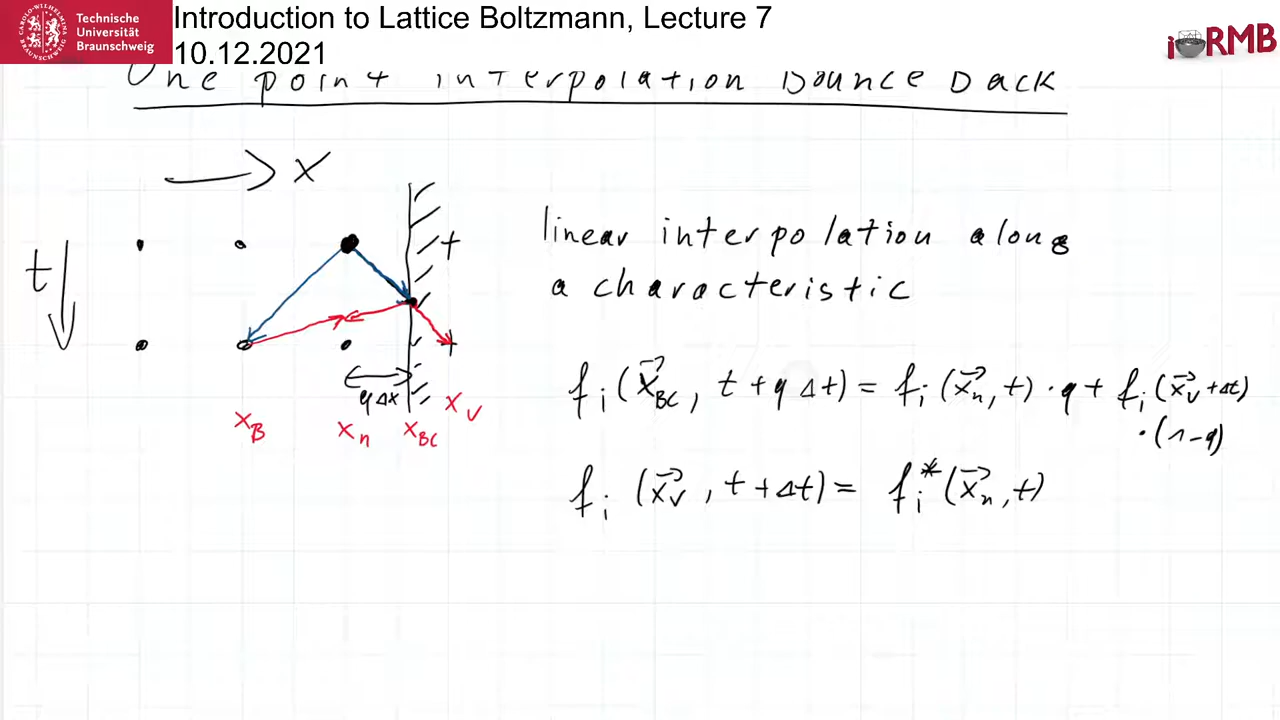 Technische
Universität
Braunschweig
Introduction to Lattice Boltzmann, Lecture 7
10.12.2021
iRMB
One point interpolation Bounce Back
→ x
t
+
+
qΔx
x_B
x_n
x_BC
x_V
linear interpolation along
a characteristic
f_i (x⃗_BC, t + qΔt) = f_i (x⃗_n, t) · q + f_i (x⃗_V + Δt)
· (1-q)
f_i (x⃗_V, t + Δt) = f_i^* (x⃗_n, t)